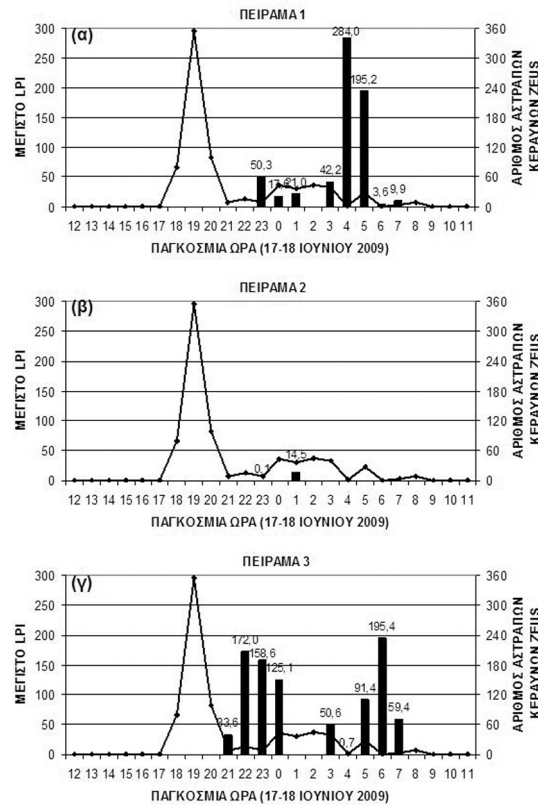 ΠΕΙΡΑΜΑ 1
(α)
ΜΕΓΙΣΤΟ LPI
300
250
200
150
100
50
0
50,3
17,6
21,0
42,2
284,0
195,2
3,6
9,9
360
300
240
180
120
60
0
ΑΡΙΘΜΟΣ ΑΣΤΡΑΠΩΝ
ΚΕΡΑΥΝΩΝ ZEUS
12 13 14 15 16 17 18 19 20 21 22 23 0 1 2 3 4 5 6 7 8 9 10 11
ΠΑΓΚΟΣΜΙΑ ΩΡΑ (17-18 ΙΟΥΝΙΟΥ 2009)
ΠΕΙΡΑΜΑ 2
(β)
ΜΕΓΙΣΤΟ LPI
300
250
200
150
100
50
0
0,1
14,5
360
300
240
180
120
60
0
ΑΡΙΘΜΟΣ ΑΣΤΡΑΠΩΝ
ΚΕΡΑΥΝΩΝ ZEUS
12 13 14 15 16 17 18 19 20 21 22 23 0 1 2 3 4 5 6 7 8 9 10 11
ΠΑΓΚΟΣΜΙΑ ΩΡΑ (17-18 ΙΟΥΝΙΟΥ 2009)
ΠΕΙΡΑΜΑ 3
(γ)
ΜΕΓΙΣΤΟ LPI
300
250
200
150
100
50
0
33,6
172,0
158,6
125,1
50,6
0,7
91,4
195,4
59,4
360
300
240
180
120
60
0
ΑΡΙΘΜΟΣ ΑΣΤΡΑΠΩΝ
ΚΕΡΑΥΝΩΝ ZEUS
12 13 14 15 16 17 18 19 20 21 22 23 0 1 2 3 4 5 6 7 8 9 10 11
ΠΑΓΚΟΣΜΙΑ ΩΡΑ (17-18 ΙΟΥΝΙΟΥ 2009)